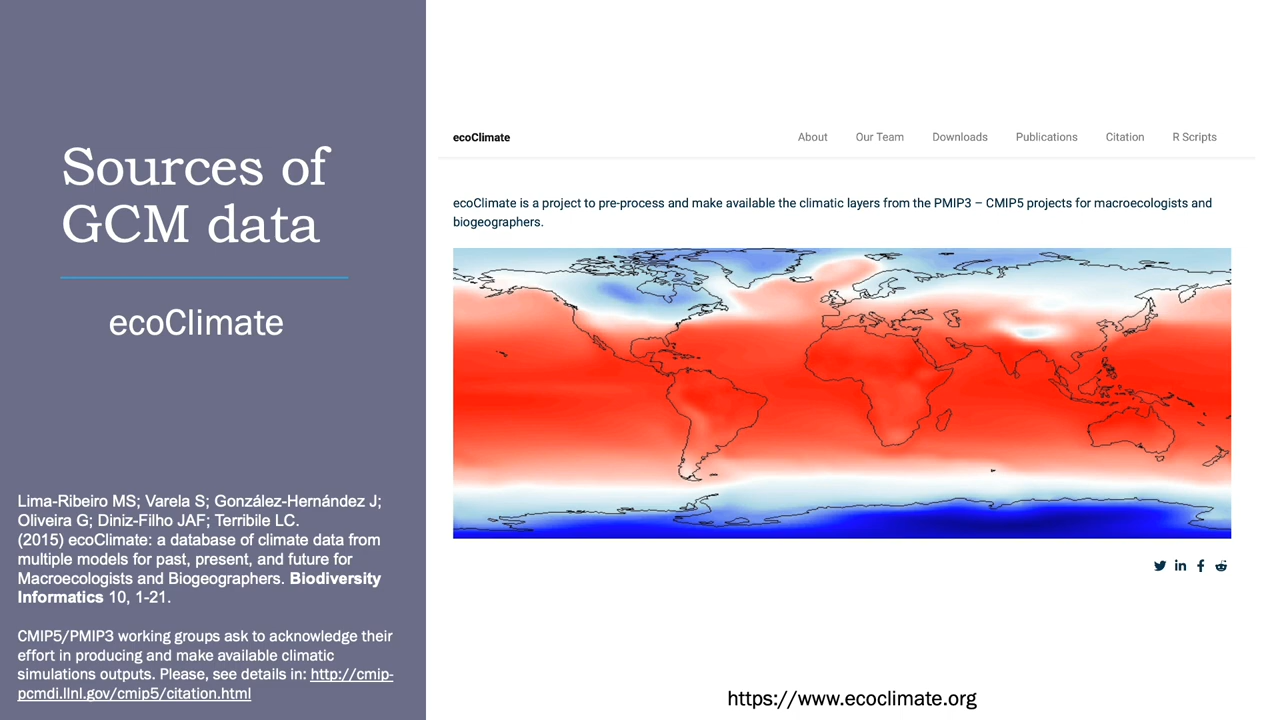 Sources of
GCM data
ecoClimate
Lima-Ribeiro MS; Varela S; González-Hernández J;
Oliveira G; Diniz-Filho JAF; Terribile LC.
(2015) ecoClimate: a database of climate data from
multiple models for past, present, and future for
Macroecologists and Biogeographers. Biodiversity
Informatics 10, 1-21.
CMIP5/PMIP3 working groups ask to acknowledge their
effort in producing and make available climatic
simulations outputs. Please, see details in: http://cmip-
pcmdi.llnl.gov/cmip5/citation.html
ecoClimate About Our Team Downloads Publications Citation R Scripts
ecoClimate is a project to pre-process and make available the climatic layers from the PMIP3 – CMIP5 projects for macroecologists and
biogeographers.
https://www.ecoclimate.org